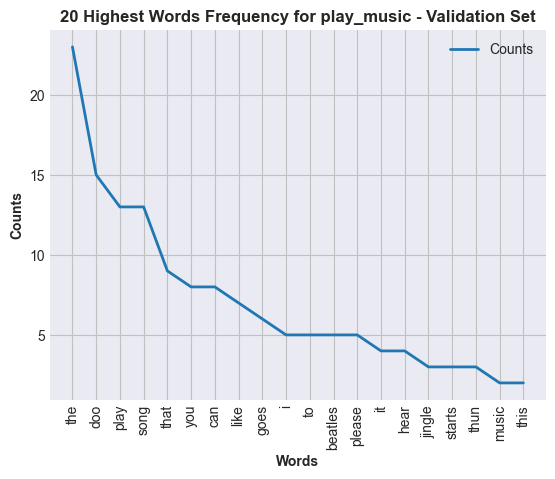 20 Highest Words Frequency for play_music - Validation Set
Counts
20
15
10
5
Counts
the
doo
play
song
that
you
can
like
goes
i
to
beatles
please
it
hear
jingle
starts
thun
music
this
Words